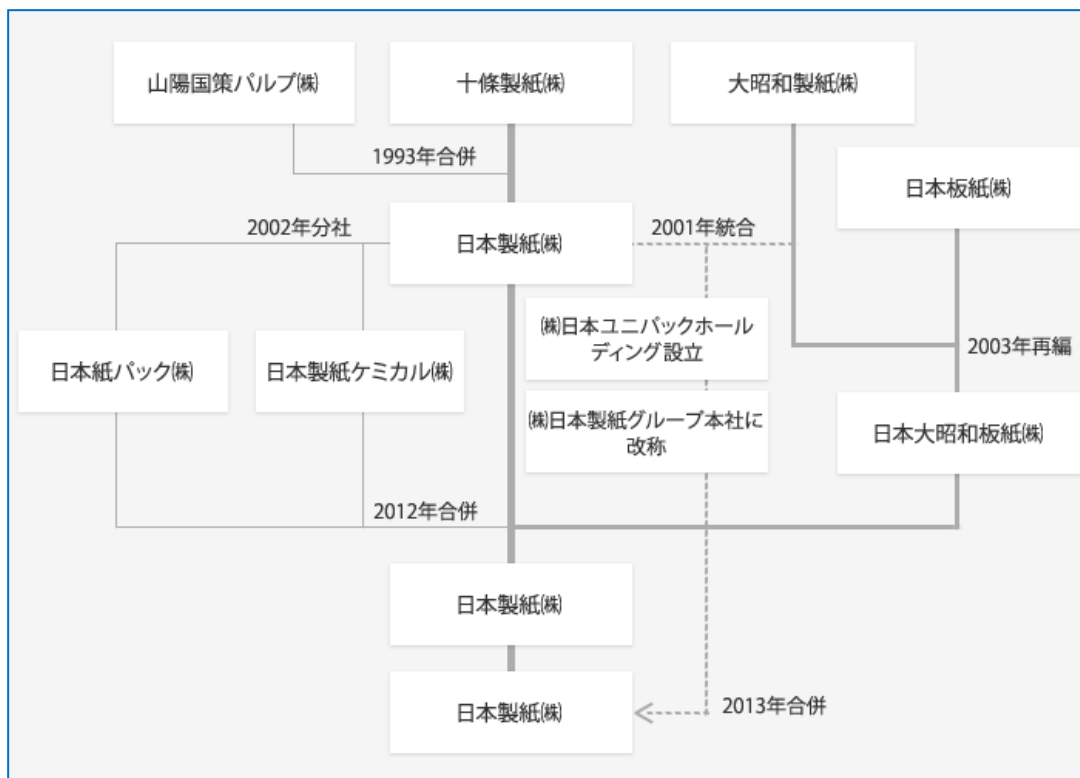 山陽国策パルプ㈱
十條製紙㈱
大昭和製紙㈱
1993年合併
日本板紙㈱
2002年分社
日本製紙㈱
2001年統合
㈱日本ユニパックホール
ディング設立
2003年再編
日本紙パック㈱
日本製紙ケミカル㈱
㈱日本製紙グループ本社に
改称
日本大昭和板紙㈱
2012年合併
日本製紙㈱
日本製紙㈱
2013年合併